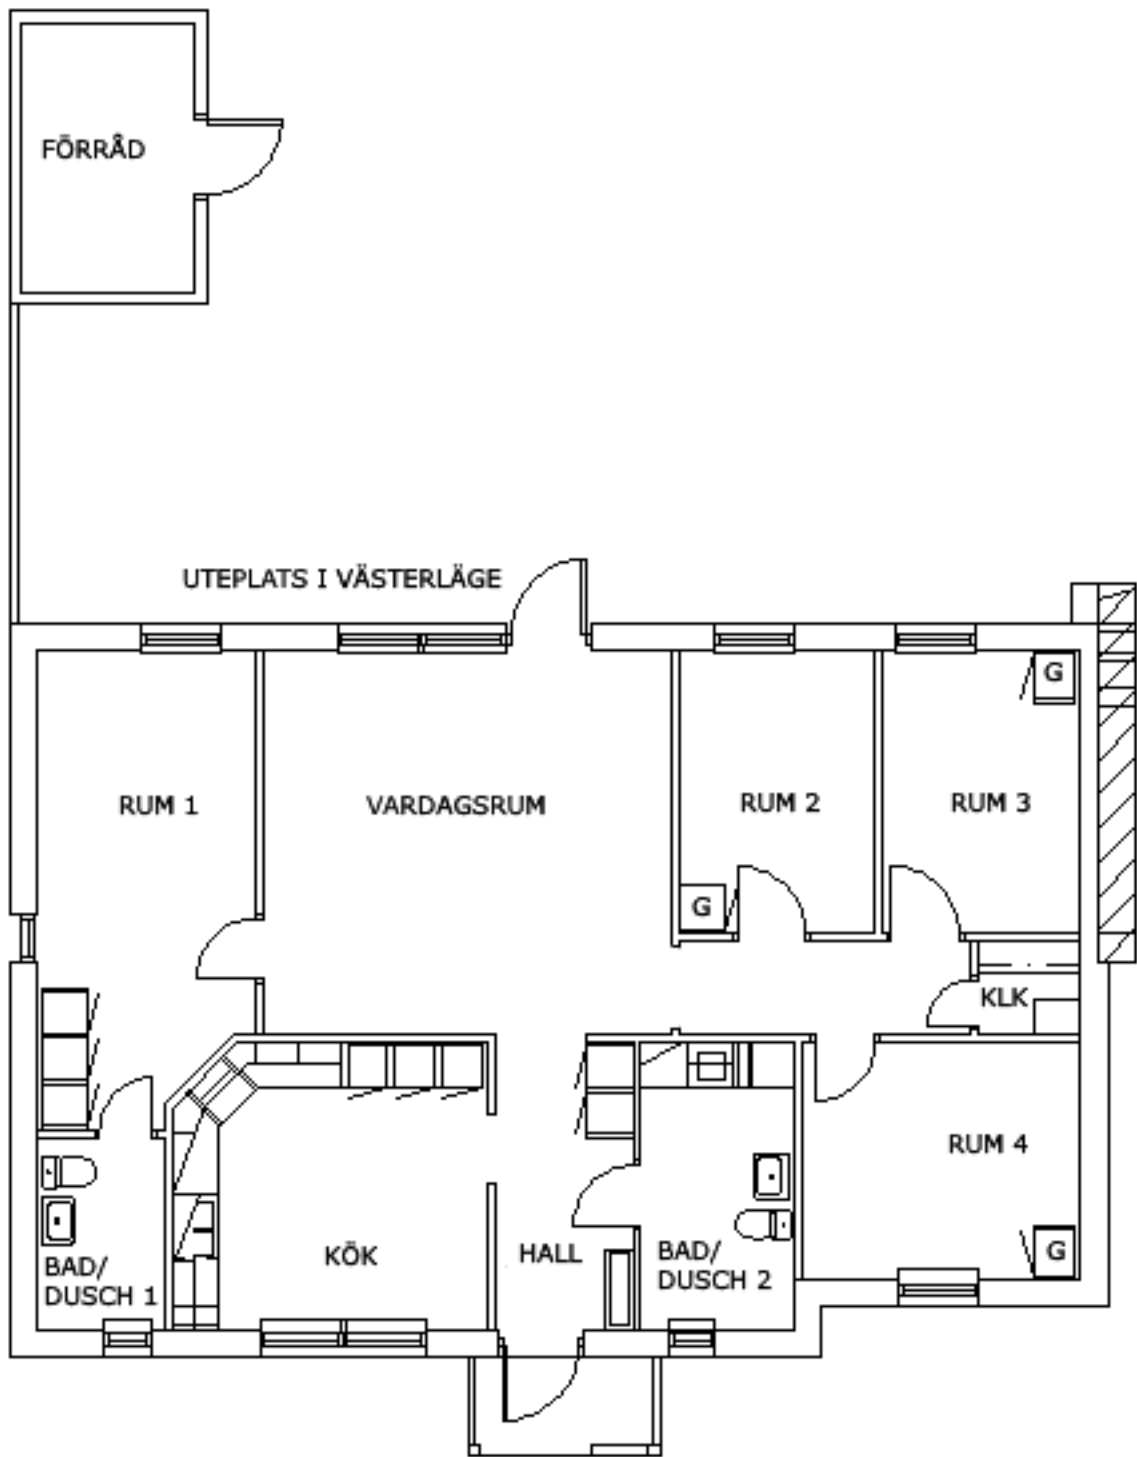 FÖRRÅD
UTEPLATS I VÄSTERLÄGE
G
RUM 1
VARDAGSRUM
RUM 2
RUM 3
G
KLK
RUM 4
KÖK
HALL
BAD/
DUSCH 2
G
BAD/
DUSCH 1